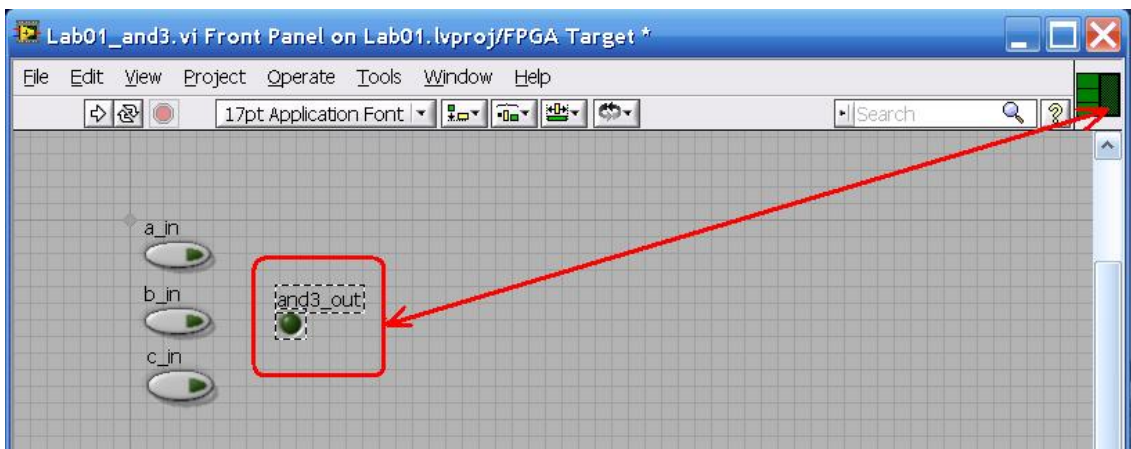 Lab01_and3.vi Front Panel on Lab01.lvproj/FPGA Target *
File Edit View Project Operate Tools Window Help
17pt Application Font Search ?
a_in
b_in
and3_out
c_in